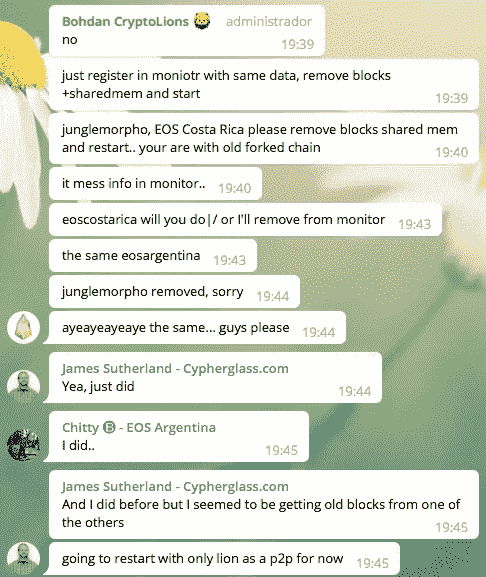 Bohdan CryptoLions 🦁 administrador
no
19:39
just register in moniotr with same data, remove blocks
+sharedmem and start
19:39
junglemorpho, EOS Costa Rica please remove blocks shared mem
and restart.. your are with old forked chain
19:40
it mess info in monitor.. 19:40
eoscostarica will you do|/ or I'll remove from monitor 19:43
the same eosargentina 19:43
junglemorpho removed, sorry 19:44
ayeayeayeaye the same... guys please 19:44
James Sutherland - Cypherglass.com
Yea, just did
19:44
Chitty 🅑 - EOS Argentina
I did..
19:45
James Sutherland - Cypherglass.com
And I did before but I seemed to be getting old blocks from one of
the others
19:45
going to restart with only lion as a p2p for now 19:45